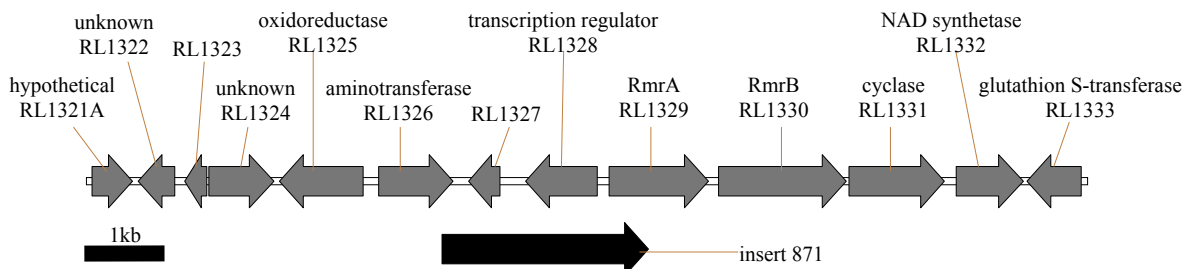 unknown
RL1322
RL1323
oxidoreductase
RL1325
transcription regulator
RL1328
NAD synthetase
RL1332
hypothetical
RL1321A
unknown
RL1324
aminotransferase
RL1326
RL1327
RmrA
RL1329
RmrB
RL1330
cyclase
RL1331
glutathion S-transferase
RL1333
1kb
insert 871